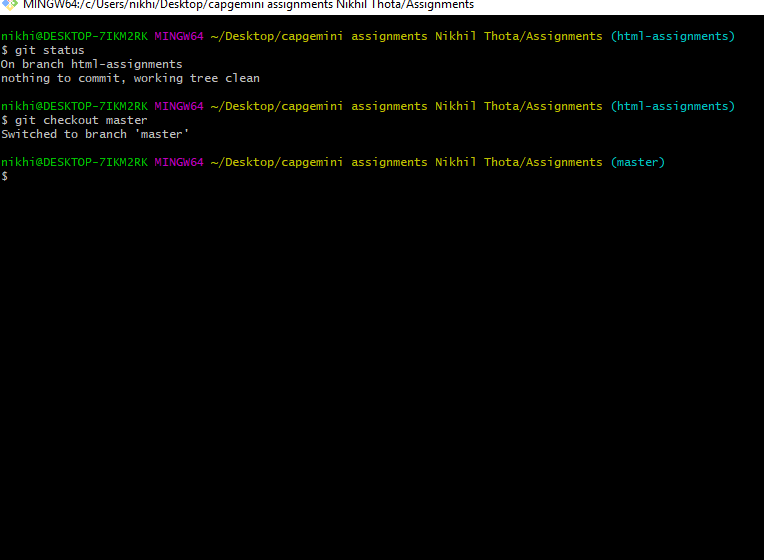 MINGW64:/c/Users/nikhi/Desktop/capgemini assignments Nikhil Thota/Assignments
nikhi@DESKTOP-7IKM2RK MINGW64 ~/Desktop/capgemini assignments Nikhil Thota/Assignments (html-assignments)
$ git status
On branch html-assignments
nothing to commit, working tree clean
nikhi@DESKTOP-7IKM2RK MINGW64 ~/Desktop/capgemini assignments Nikhil Thota/Assignments (html-assignments)
$ git checkout master
Switched to branch 'master'
nikhi@DESKTOP-7IKM2RK MINGW64 ~/Desktop/capgemini assignments Nikhil Thota/Assignments (master)
$